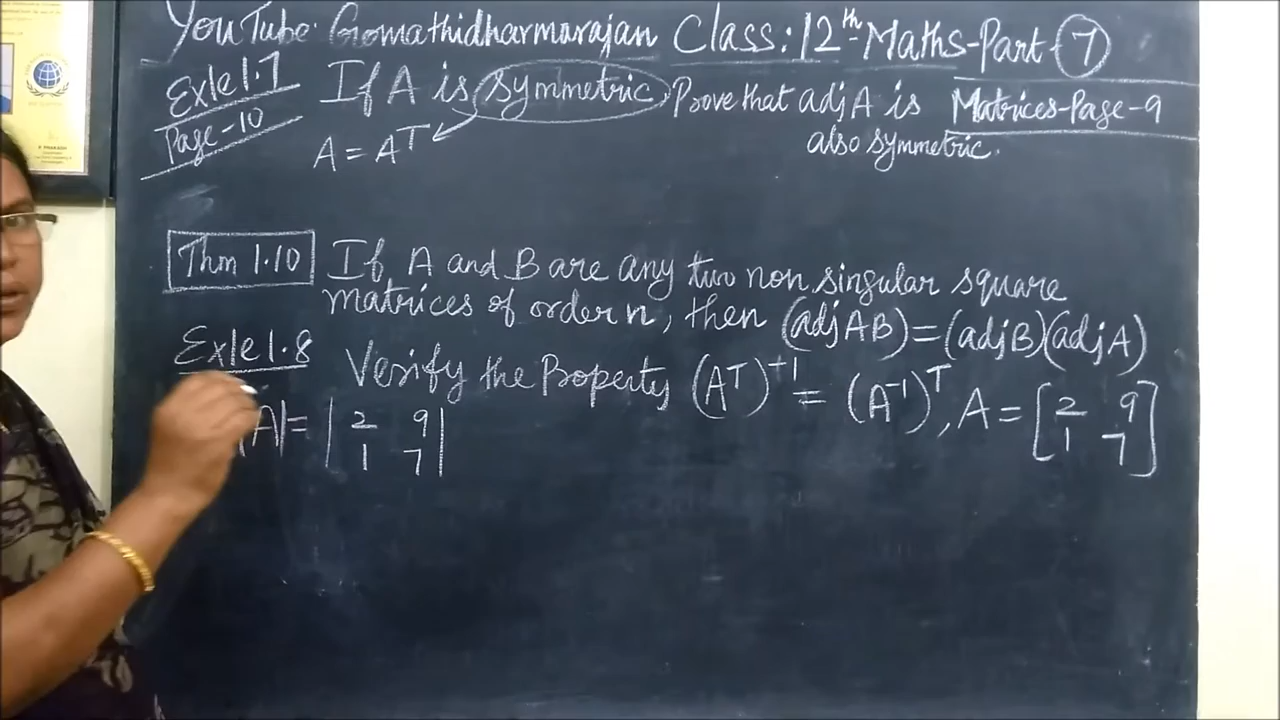 YouTube: Gomathidharmarajan Class: 12th Maths-Part-7
Exle 1.7 If A is symmetric Prove that adj A is Matrices-Page-9
Page-10 A = A^T also symmetric.
Thm 1.10 If A and B are any two non singular square
matrices of order n, then (adj AB) = (adj B)(adj A)
Exle 1.8 Verify the Property (A^T)^+1 = (A^-1)^T, A = [2 9
1 7]
|A| = |2 9
1 7|